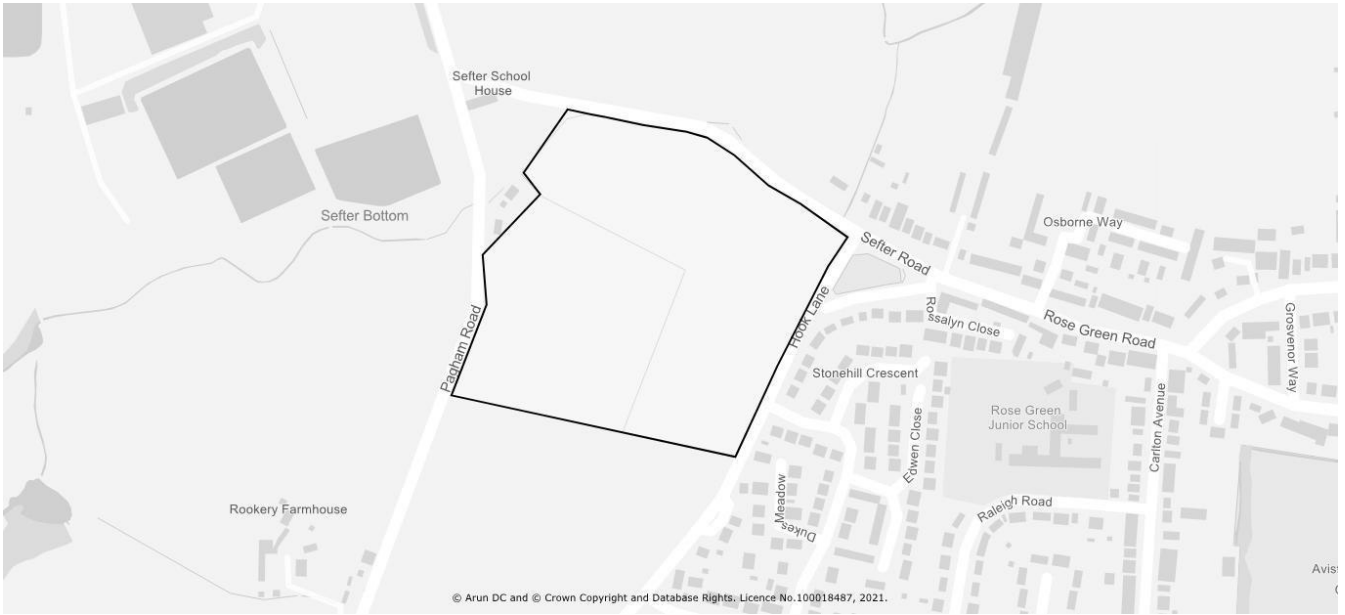 Sefter School
House
Sefter Bottom
Osborne Way
Sefter Road
Rossalyn Close
Rose Green Road
Grosvenor Way
Hook Lane
Pagham Road
Stonehill Crescent
Rose Green
Junior School
Carlton Avenue
Edwen Close
Meadow
Dukes
Raleigh Road
Rookery Farmhouse
Avis
© Arun DC and © Crown Copyright and Database Rights. Licence No.100018487, 2021.